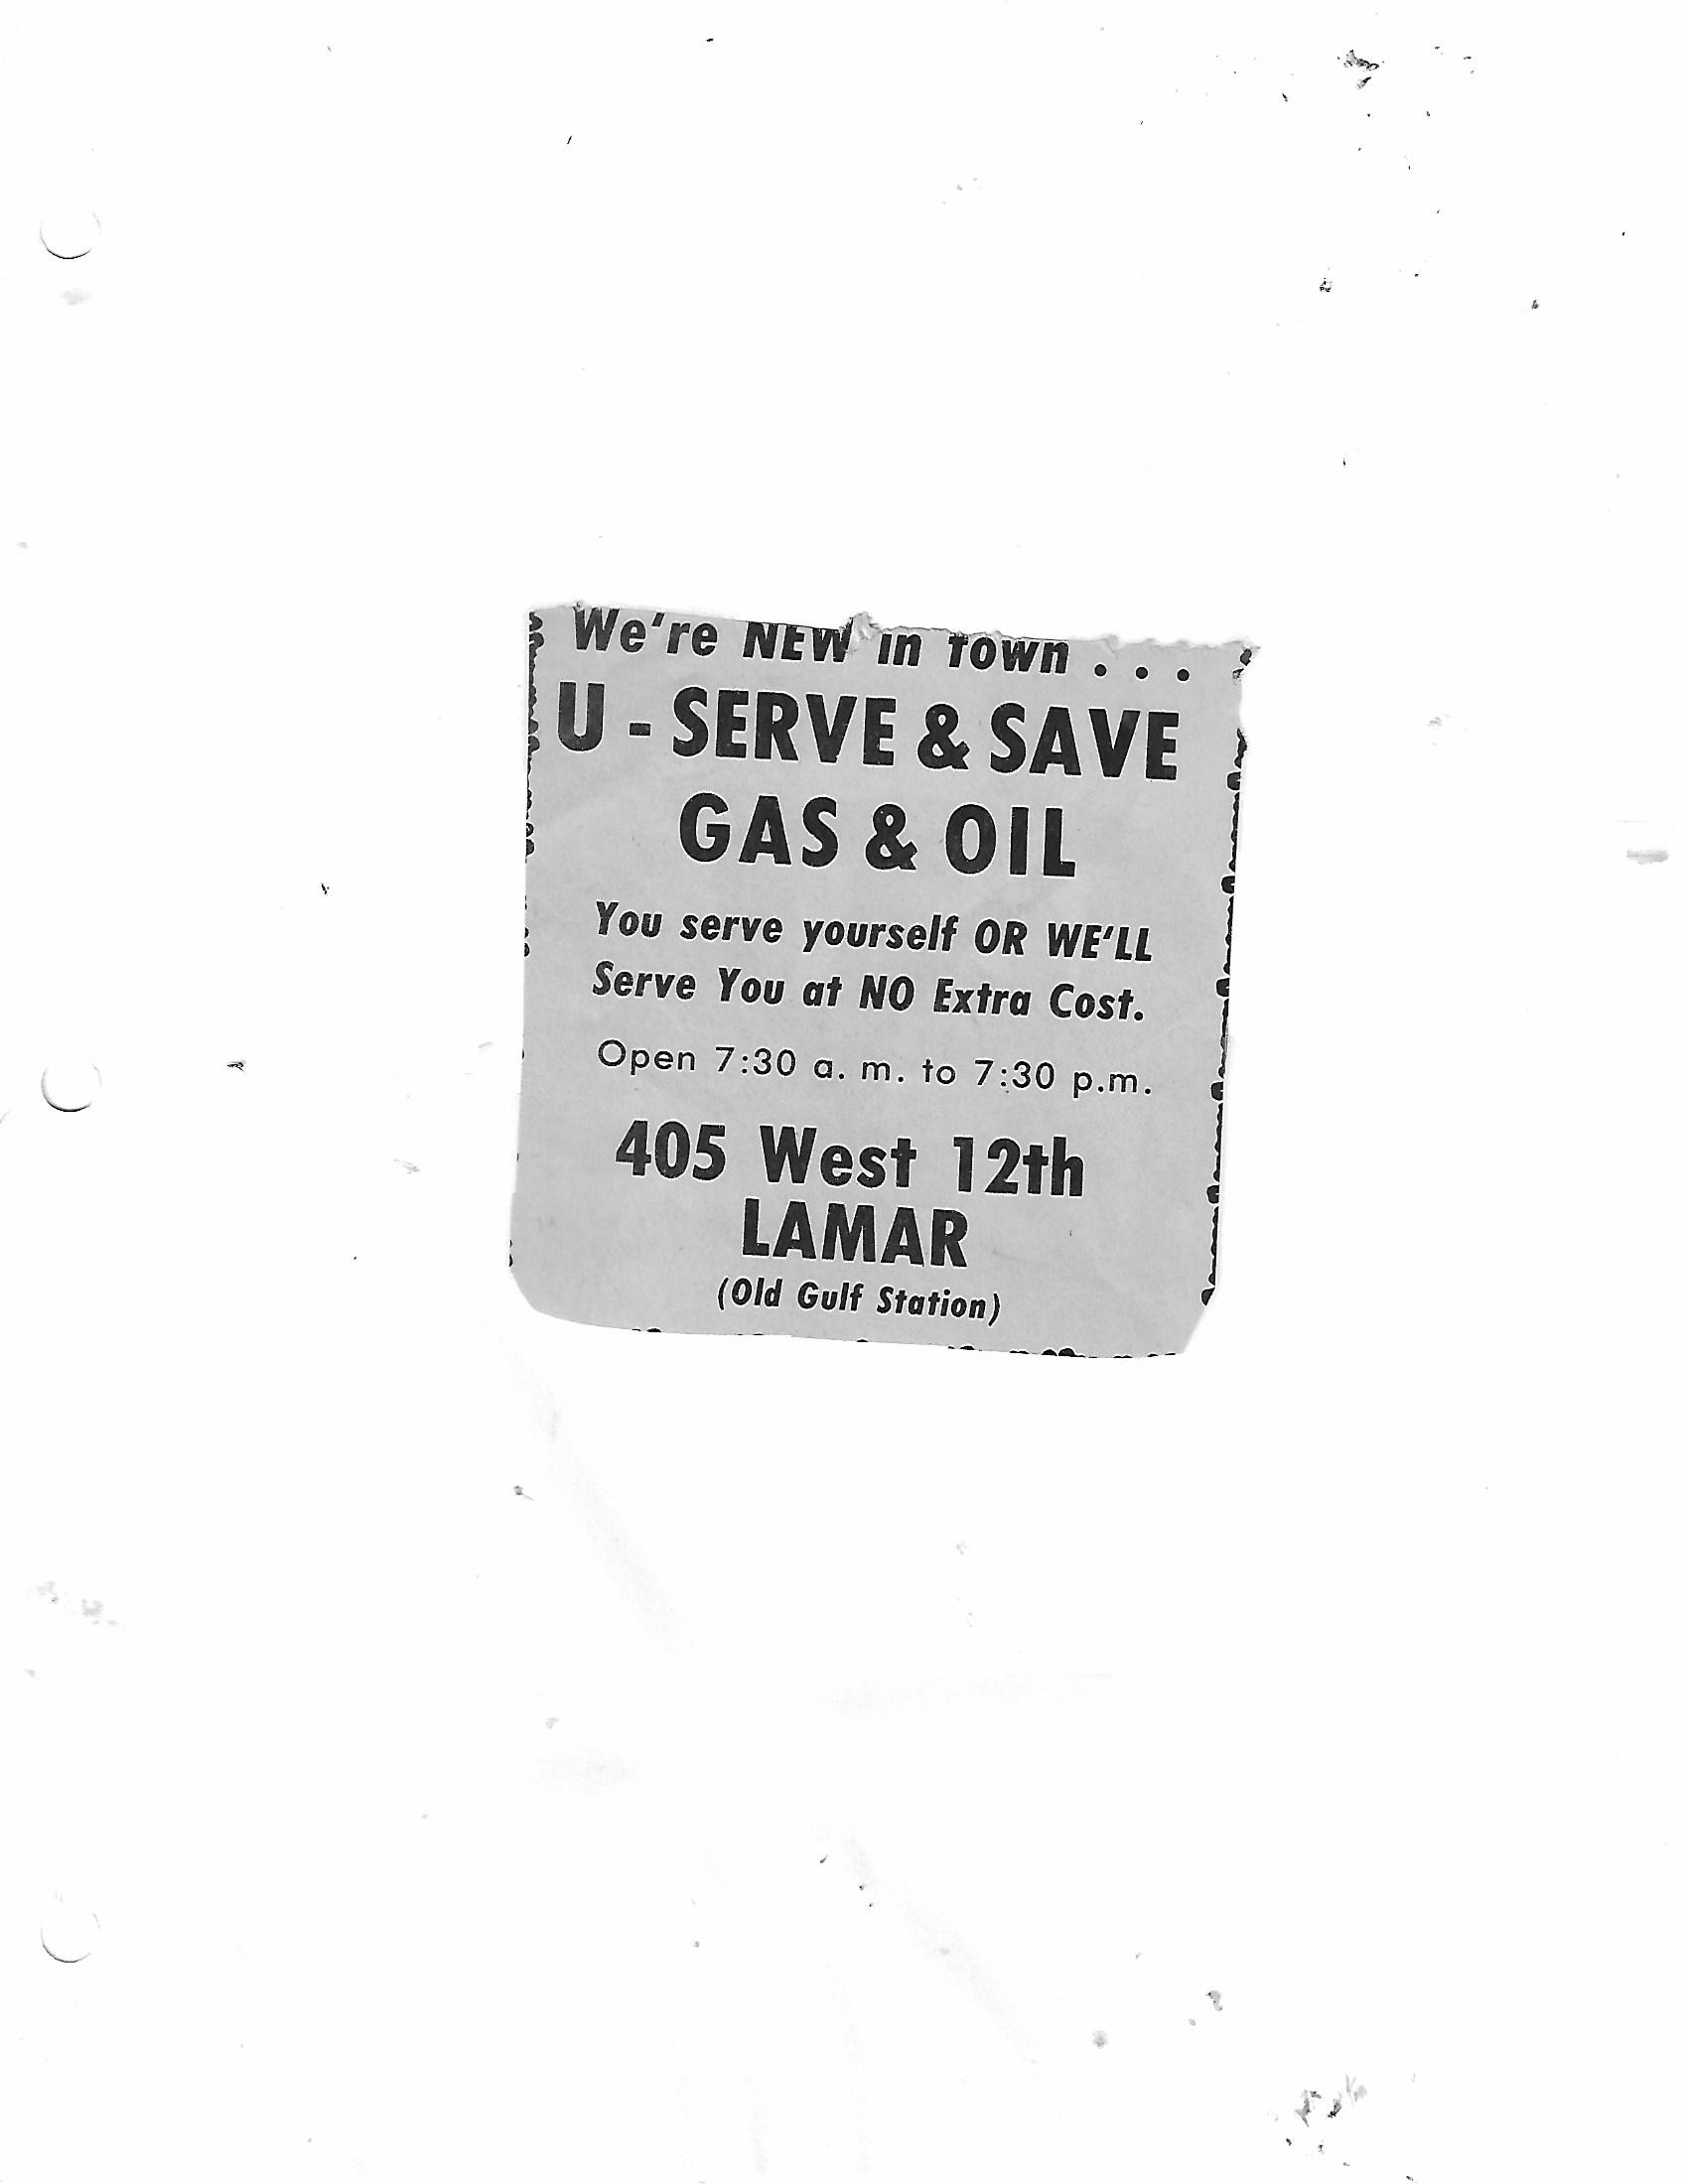 We're NEW in Town . . .
U - SERVE & SAVE
GAS & OIL
You serve yourself OR WE'LL
Serve You at NO Extra Cost.
Open 7:30 a. m. to 7:30 p.m.
405 West 12th
LAMAR
(Old Gulf Station)